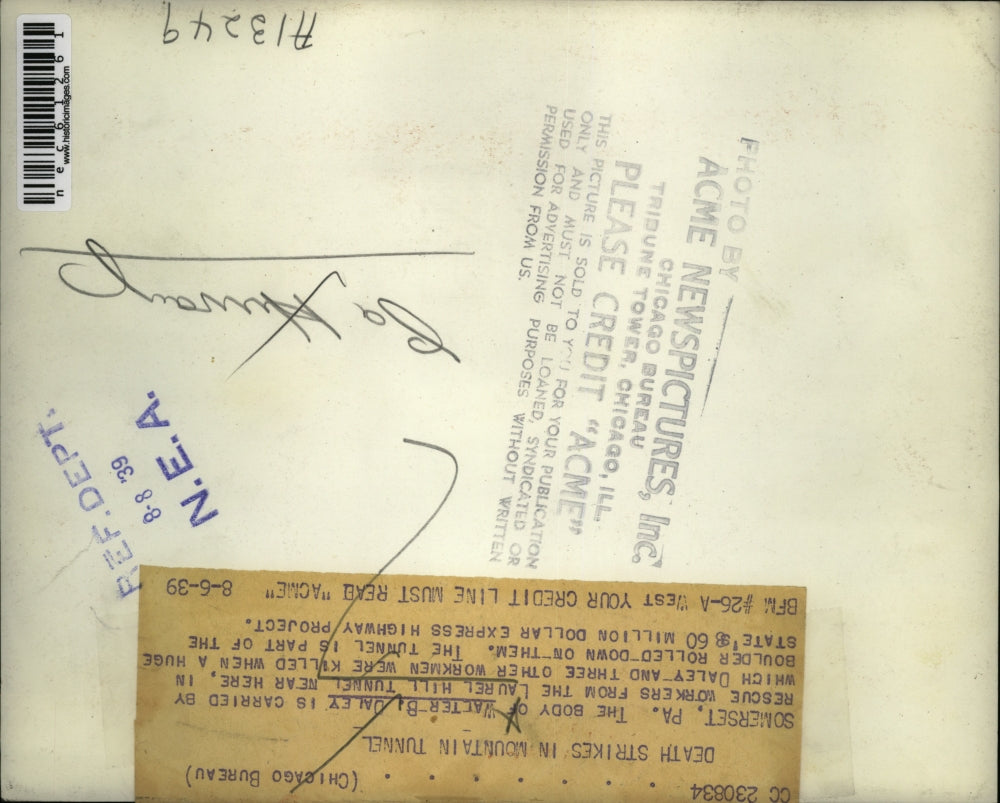 CC 230834 . . . . . . . (CHICAGO BUREAU)
DEATH STRIKES IN MOUNTAIN TUNNEL
SOMERSET, PA. THE BODY OF WALTER B. DALEY IS CARRIED BY
RESCUE WORKERS FROM THE LAUREL HILL TUNNEL NEAR HERE, IN
WHICH DALEY AND THREE OTHER WORKMEN WERE KILLED WHEN A HUGE
BOULDER ROLLED DOWN ON THEM. THE TUNNEL IS PART OF THE
STATE'S $60 MILLION DOLLAR EXPRESS HIGHWAY PROJECT.
BFM #26-A WEST YOUR CREDIT LINE MUST READ "ACME" 8-6-39
PHOTO BY
ACME NEWSPICTURES, Inc.
CHICAGO BUREAU
TRIBUNE TOWER, CHICAGO, ILL.
PLEASE CREDIT "ACME"
THIS PICTURE IS SOLD TO YOU FOR YOUR PUBLICATION
ONLY AND MUST NOT BE LOANED, SYNDICATED OR
USED FOR ADVERTISING PURPOSES WITHOUT WRITTEN
PERMISSION FROM US.
REF. DEPT.
8-8 '39
N.E.A.
A13249
www.historicimages.com
nec61261